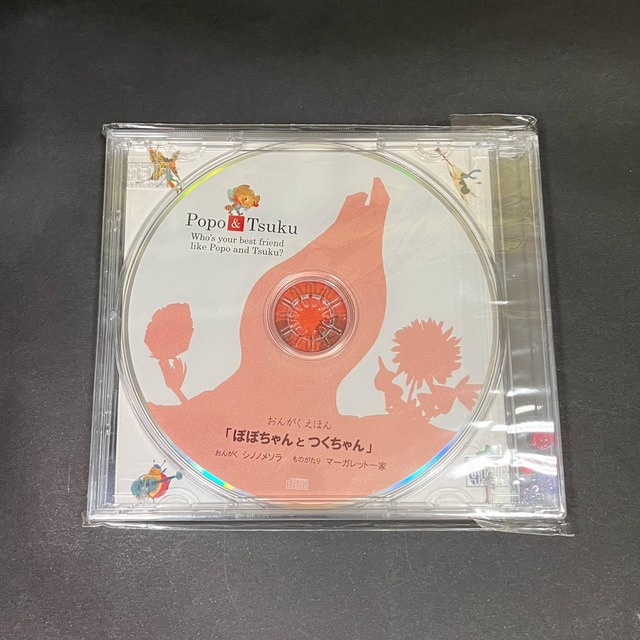 Popo & Tsuku
Who's your best friend
like Popo and Tsuku?
おんがくえほん
「ぽぽちゃんとつくちゃん」
おんがく シノノメソラ ものがたり マーガレット一家
disc